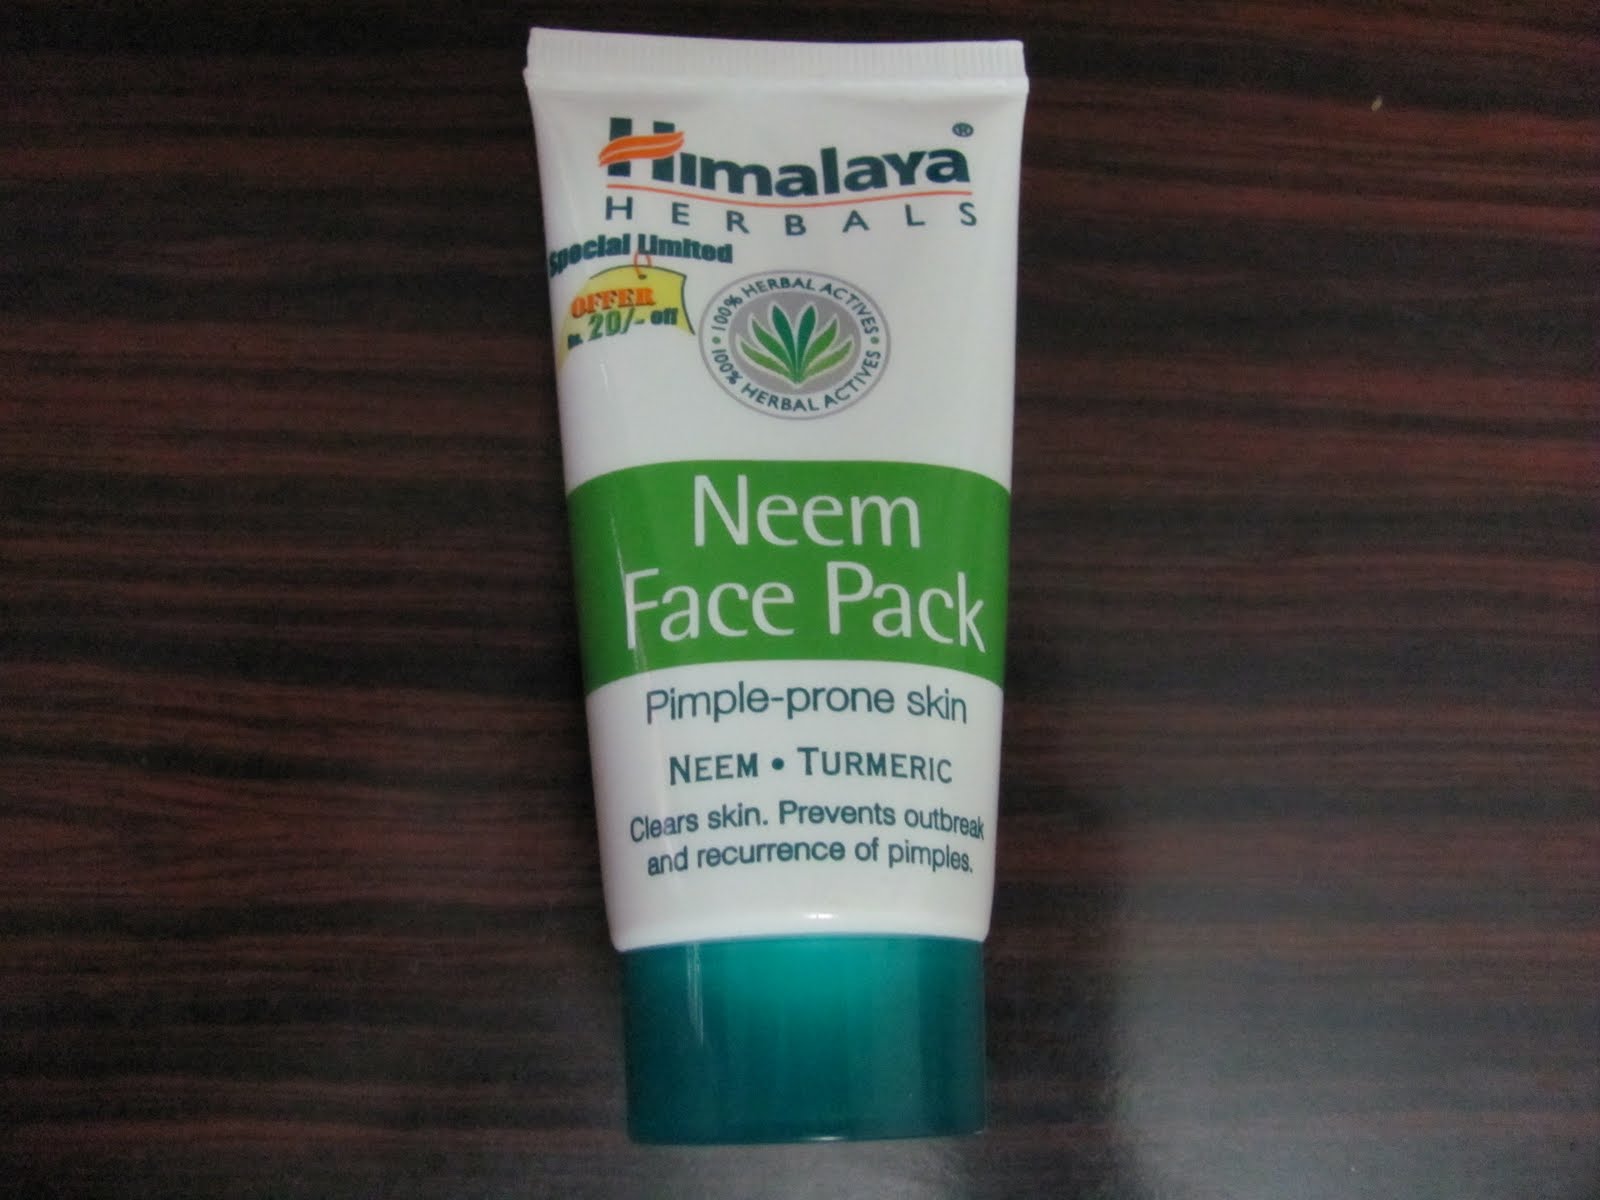 Himalaya®
HERBALS
Special Limited
OFFER
Rs. 20/- off
100% HERBAL ACTIVES
100% HERBAL ACTIVES
Neem
Face Pack
Pimple-prone skin
NEEM • TURMERIC
Clears skin. Prevents outbreak
and recurrence of pimples.